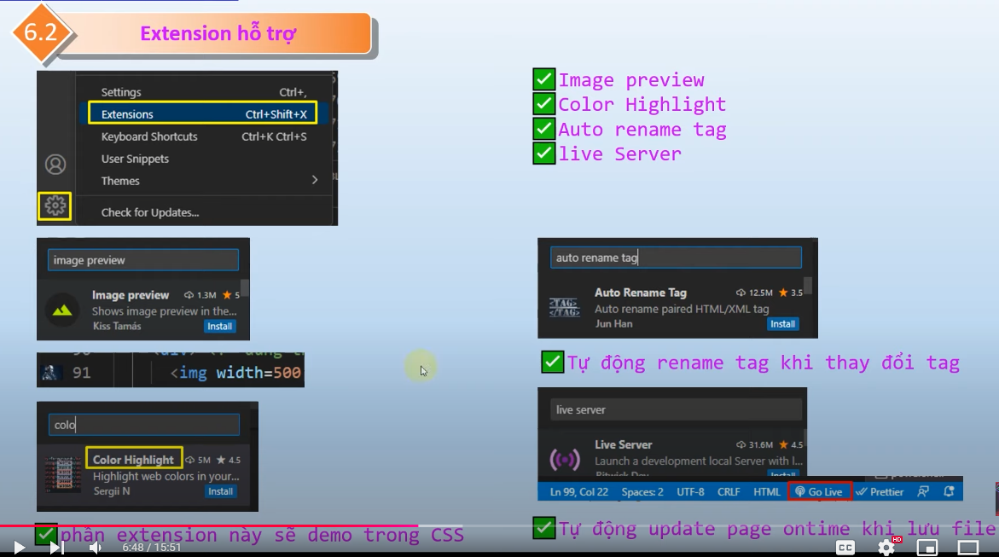 6.2
Extension hỗ trợ
Settings Ctrl+,
Extensions Ctrl+Shift+X
Keyboard Shortcuts Ctrl+K Ctrl+S
User Snippets
Themes
Check for Updates...
✅Image preview
✅Color Highlight
✅Auto rename tag
✅live Server
image preview
Image preview 1.3M ★ 5
Shows image preview in the...
Kiss Tamás Install
91 <img width=500
colo
Color Highlight 5M ★ 4.5
Highlight web colors in your...
Sergii N Install
✅phần extension này sẽ demo trong CSS
auto rename tag
<TAG>
Auto Rename Tag 12.5M ★ 3.5
Auto rename paired HTML/XML tag
Jun Han Install
✅Tự động rename tag khi thay đổi tag
live server
Live Server 31.6M ★ 4.5
Launch a development local Server with l...
Ritwick Dey Install
Ln 99, Col 22 Spaces: 2 UTF-8 CRLF HTML Go Live Prettier
✅Tự động update page ontime khi lưu file
6:48 / 15:51
CC HD